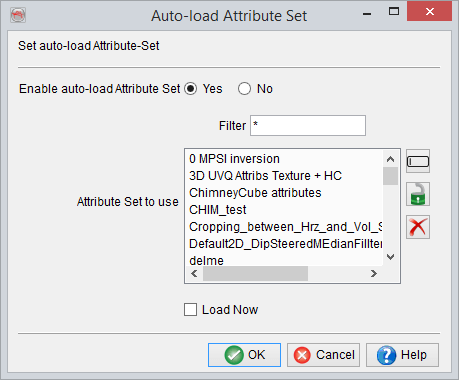 Auto-load Attribute Set
Set auto-load Attribute-Set
Enable auto-load Attribute Set Yes No
Filter *
Attribute Set to use
0 MPSI inversion
3D UVQ Attribs Texture + HC
ChimneyCube attributes
CHIM_test
Cropping_between_Hrz_and_Vol_S
Default2D_DipSteeredMEdianFillter
delme
Load Now
OK Cancel Help